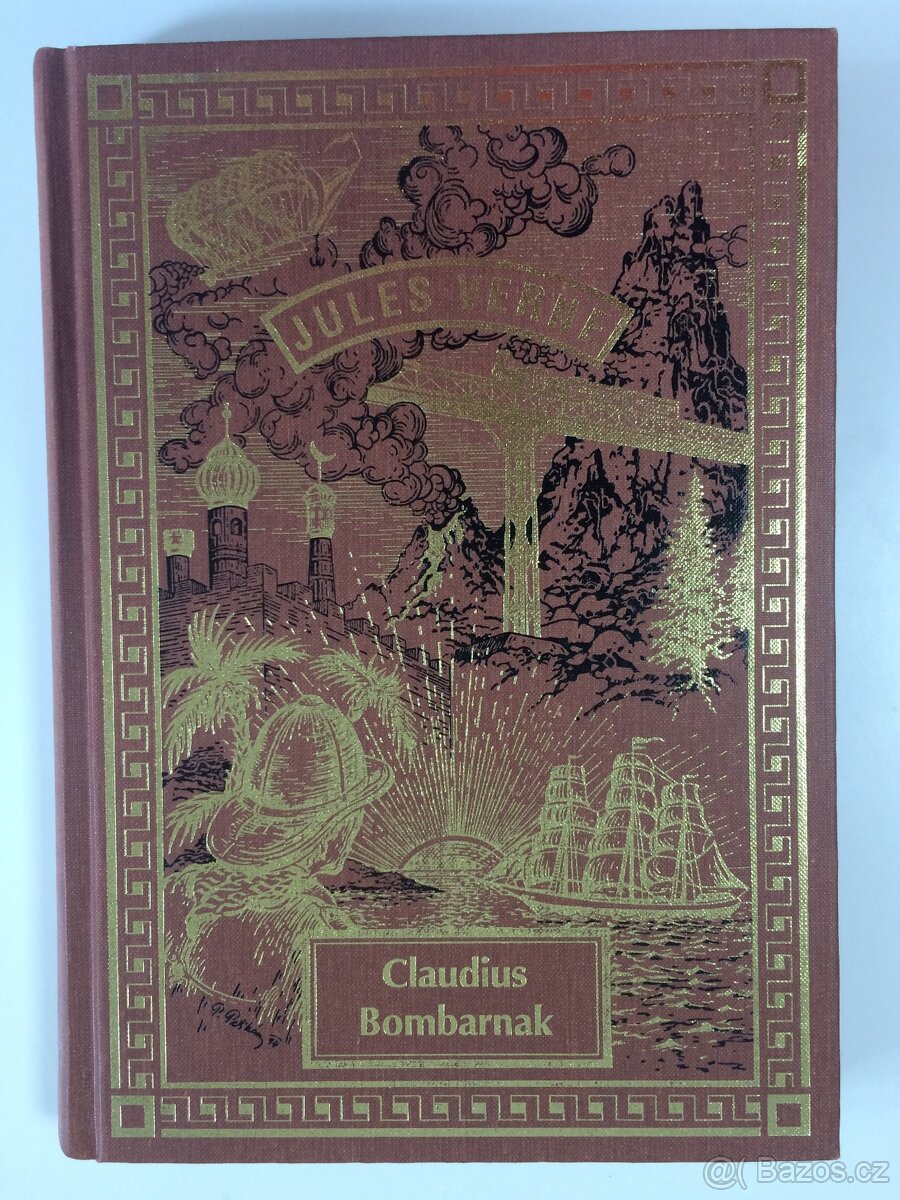 JULES VERNE
Claudius
Bombarnak
@( Bazos.cz